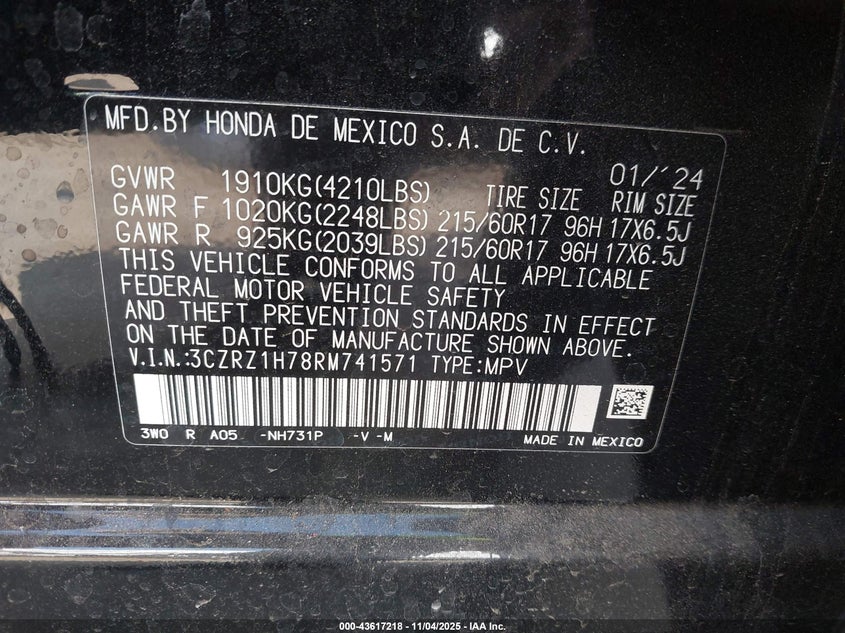 MFD.BY HONDA DE MEXICO S.A. DE C.V.
01/'24
GVWR 1910KG(4210LBS) TIRE SIZE RIM SIZE
GAWR F 1020KG(2248LBS) 215/60R17 96H 17X6.5J
GAWR R 925KG(2039LBS) 215/60R17 96H 17X6.5J
THIS VEHICLE CONFORMS TO ALL APPLICABLE
FEDERAL MOTOR VEHICLE SAFETY
AND THEFT PREVENTION STANDARDS IN EFFECT
ON THE DATE OF MANUFACTURE SHOWN ABOVE.
V.I.N.:3CZRZ1H78RM741571 TYPE:MPV
3W0 R A05 -NH731P -V -M MADE IN MEXICO
000-43617218 - 11/04/2025 - IAA Inc.